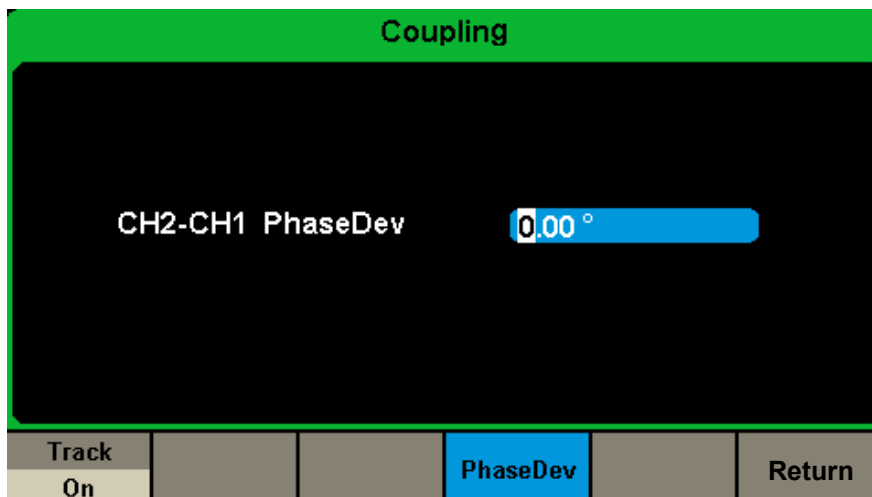 Coupling
CH2-CH1 PhaseDev 0.00 °
Track
On
PhaseDev
Return